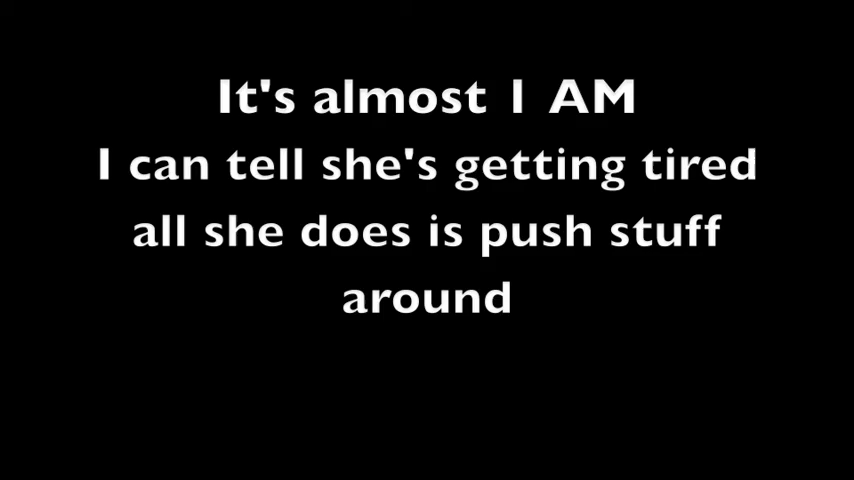 It's almost 1 AM
I can tell she's getting tired
all she does is push stuff
around